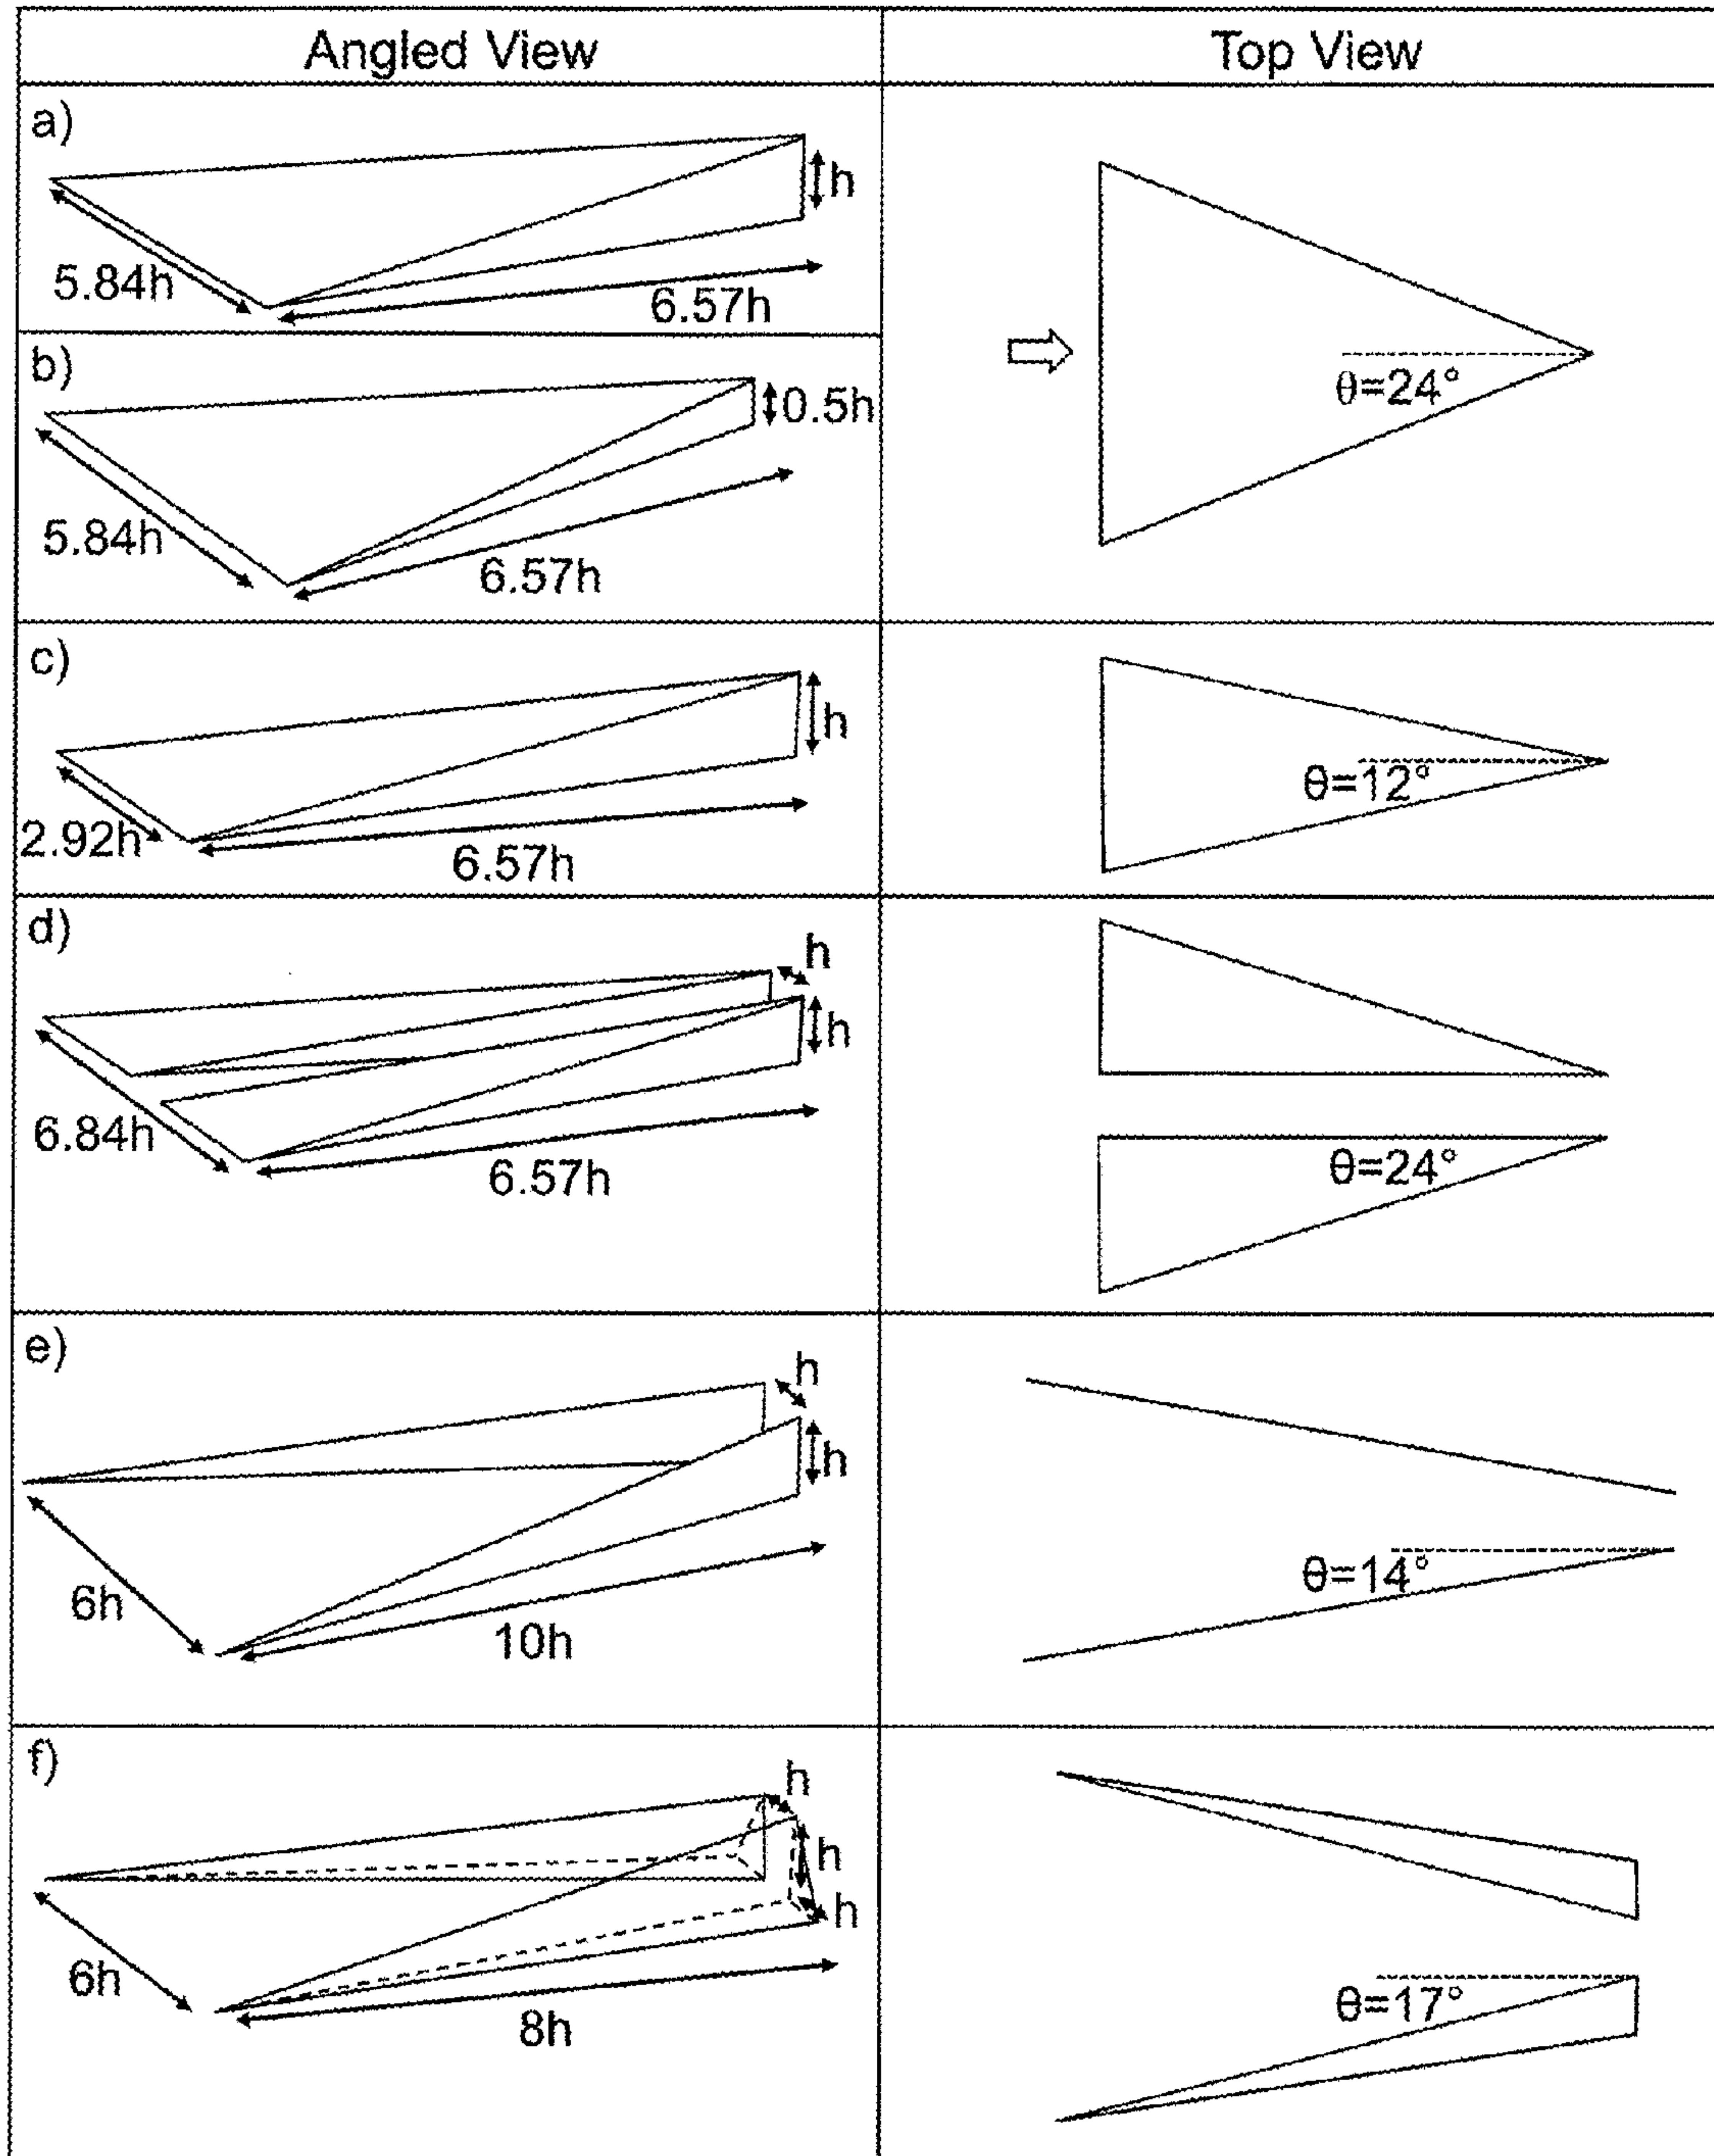 Angled View
Top View
a)
h
5.84h
6.57h
b)
0.5h
5.84h
6.57h
θ=24°
c)
h
2.92h
6.57h
θ=12°
d)
h
h
6.84h
6.57h
θ=24°
e)
h
h
6h
10h
θ=14°
f)
h
h
h
6h
8h
θ=17°